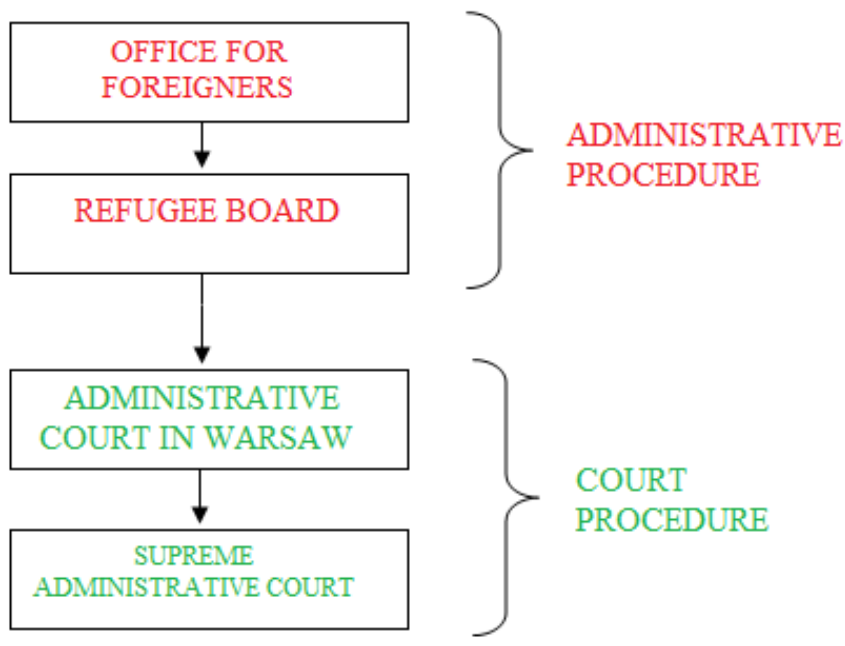 OFFICE FOR
FOREIGNERS
ADMINISTRATIVE
PROCEDURE
REFUGEE BOARD
ADMINISTRATIVE
COURT IN WARSAW
COURT
PROCEDURE
SUPREME
ADMINISTRATIVE COURT